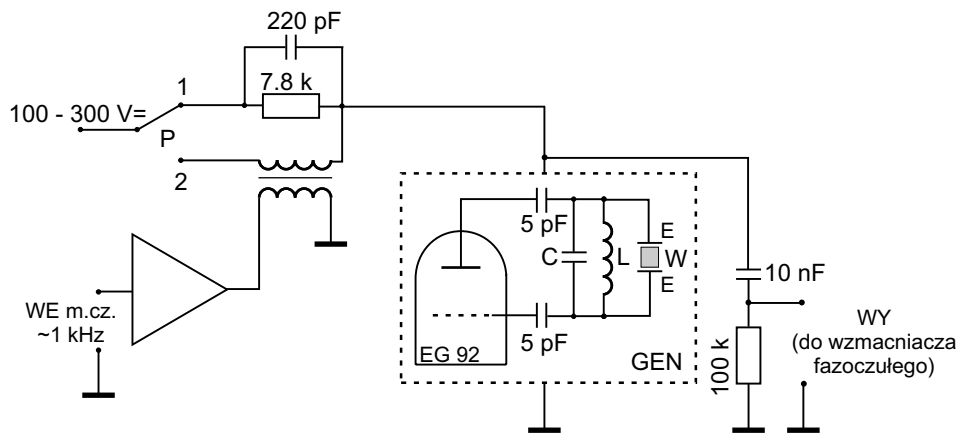 220 pF
7.8 k
1
100 - 300 V=
P
2
5 pF
E
C
L
W
E
10 nF
WE m.cz.
~1 kHz
EG 92
5 pF
GEN
100 k
WY
(do wzmacniacza
fazoczułego)